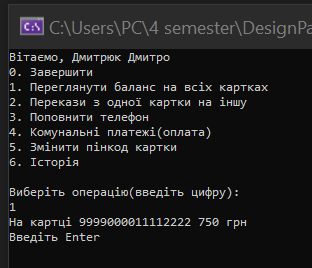 C:\Users\PC\4 semester\DesignPa
Вітаємо, Дмитрюк Дмитро
0. Завершити
1. Переглянути баланс на всіх картках
2. Перекази з одної картки на іншу
3. Поповнити телефон
4. Комунальні платежі(оплата)
5. Змінити пінкод картки
6. Історія
Виберіть операцію(введіть цифру):
1
На картці 9999000011112222 750 грн
Введіть Enter